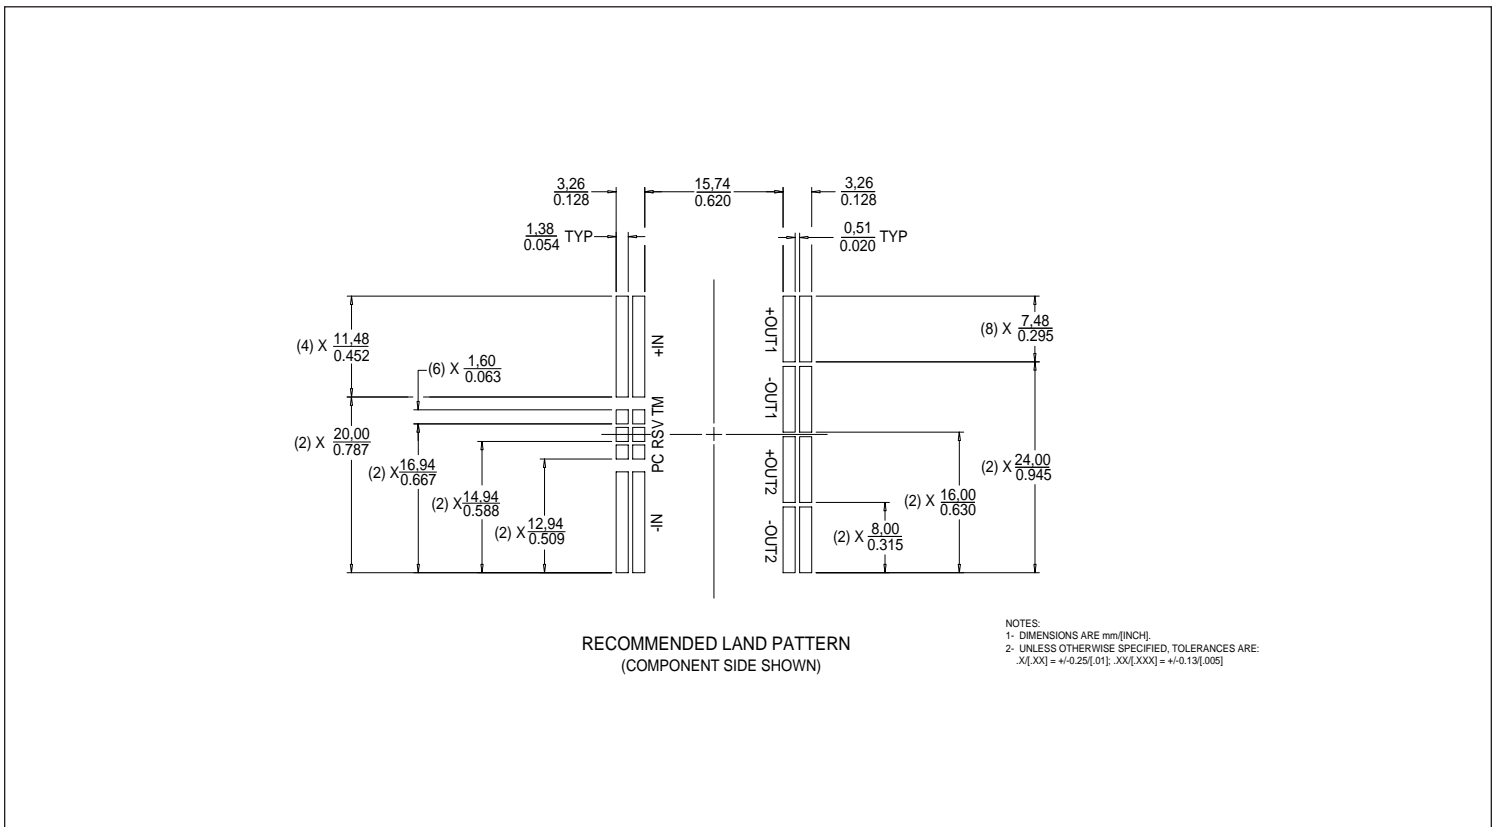 3,26
0.128
15,74
0.620
3,26
0.128
1,38
0.054
TYP
0,51
0.020
TYP
(4) X 11,48
0.452
+IN
+OUT1
(8) X 7,48
0.295
(6) X 1,60
0.063
-OUT1
TM
RSV
PC
(2) X 20,00
0.787
(2) X 16,94
0.667
(2) X 14,94
0.588
(2) X 12,94
0.509
-IN
+OUT2
-OUT2
(2) X 24,00
0.945
(2) X 16,00
0.630
(2) X 8,00
0.315
RECOMMENDED LAND PATTERN
(COMPONENT SIDE SHOWN)
NOTES:
1- DIMENSIONS ARE mm/[INCH].
2- UNLESS OTHERWISE SPECIFIED, TOLERANCES ARE:
.X/[.XX] = +/-0.25/[.01]; .XX/[.XXX] = +/-0.13/[.005]